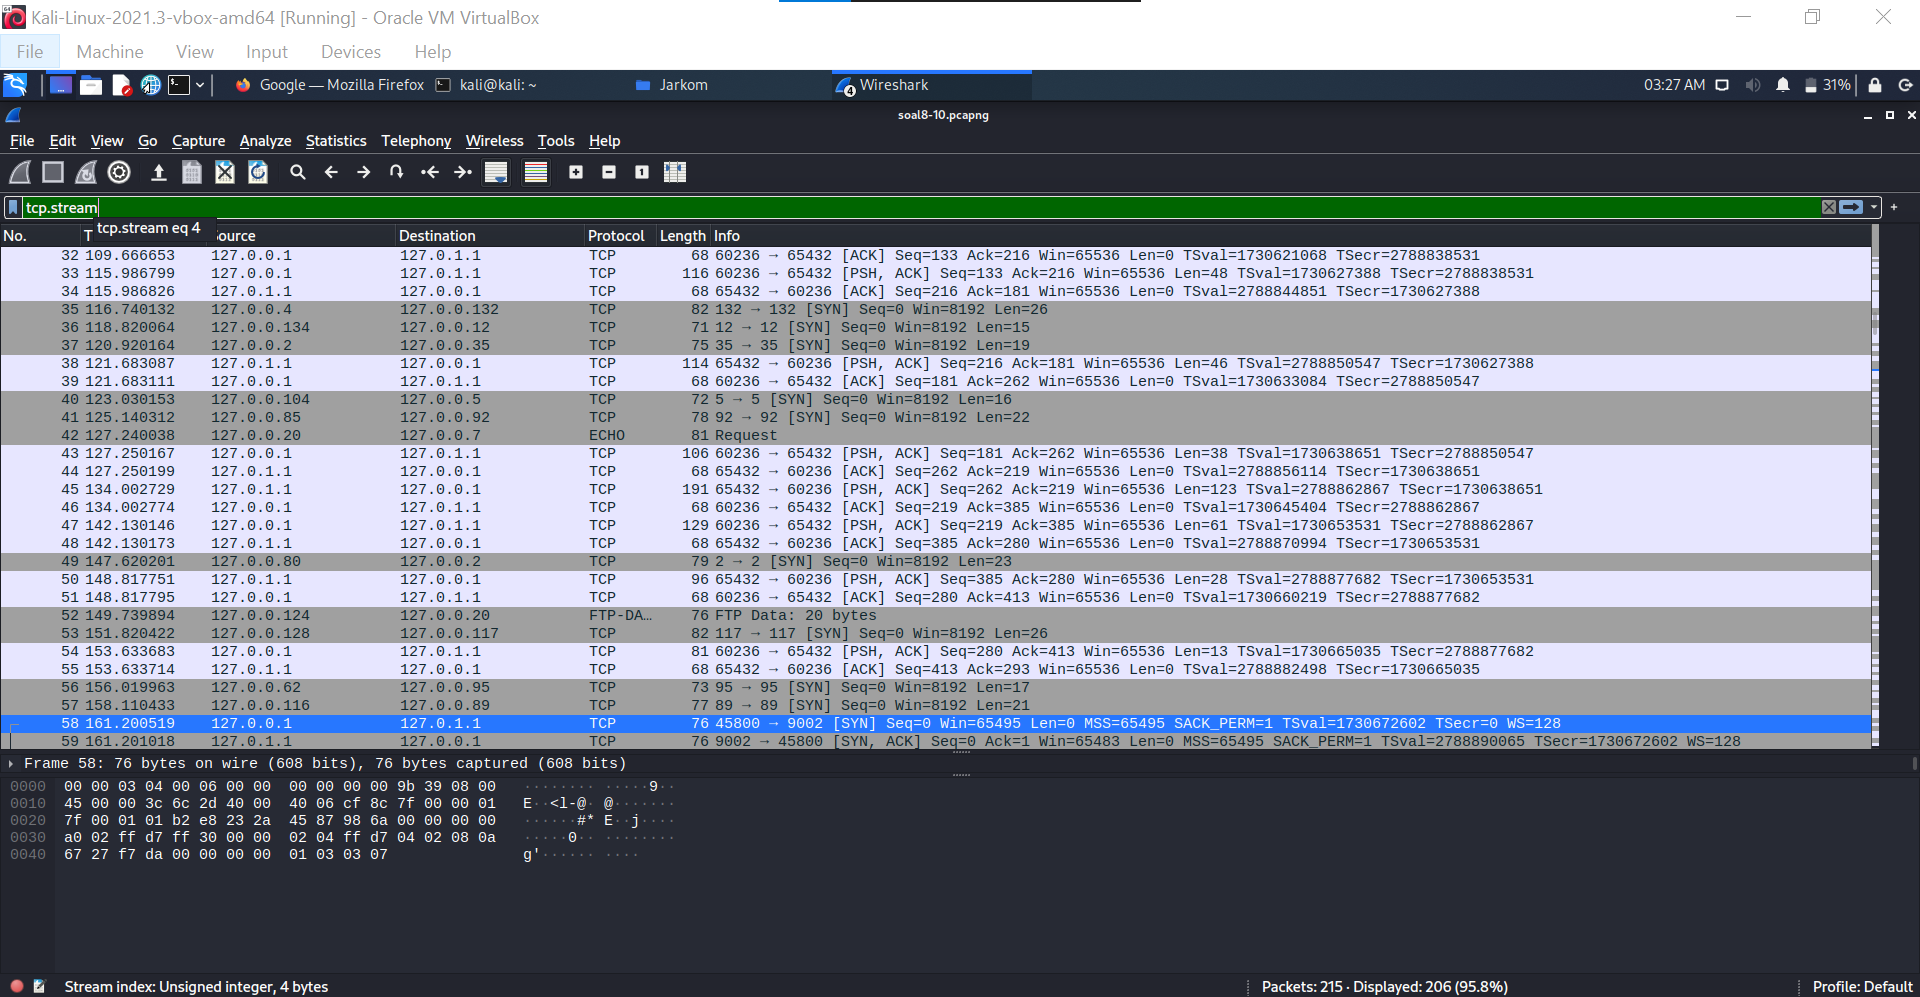 Kali-Linux-2021.3-vbox-amd64 [Running] - Oracle VM VirtualBox
File Machine View Input Devices Help
Google — Mozilla Firefox kali@kali: ~ Jarkom 4 Wireshark 03:27 AM 31%
soal8-10.pcapng
File Edit View Go Capture Analyze Statistics Telephony Wireless Tools Help
tcp.stream
tcp.stream eq 4
No. T ource Destination Protocol Length Info
32 109.666653 127.0.0.1 127.0.1.1 TCP 68 60236 → 65432 [ACK] Seq=133 Ack=216 Win=65536 Len=0 TSval=1730621068 TSecr=2788838531
33 115.986799 127.0.0.1 127.0.1.1 TCP 116 60236 → 65432 [PSH, ACK] Seq=133 Ack=216 Win=65536 Len=48 TSval=1730627388 TSecr=2788838531
34 115.986826 127.0.1.1 127.0.0.1 TCP 68 65432 → 60236 [ACK] Seq=216 Ack=181 Win=65536 Len=0 TSval=2788844851 TSecr=1730627388
35 116.740132 127.0.0.4 127.0.0.132 TCP 82 132 → 132 [SYN] Seq=0 Win=8192 Len=26
36 118.820064 127.0.0.134 127.0.0.12 TCP 71 12 → 12 [SYN] Seq=0 Win=8192 Len=15
37 120.920164 127.0.0.2 127.0.0.35 TCP 75 35 → 35 [SYN] Seq=0 Win=8192 Len=19
38 121.683087 127.0.1.1 127.0.0.1 TCP 114 65432 → 60236 [PSH, ACK] Seq=216 Ack=181 Win=65536 Len=46 TSval=2788850547 TSecr=1730627388
39 121.683111 127.0.0.1 127.0.1.1 TCP 68 60236 → 65432 [ACK] Seq=181 Ack=262 Win=65536 Len=0 TSval=1730633084 TSecr=2788850547
40 123.030153 127.0.0.104 127.0.0.5 TCP 72 5 → 5 [SYN] Seq=0 Win=8192 Len=16
41 125.140312 127.0.0.85 127.0.0.92 TCP 78 92 → 92 [SYN] Seq=0 Win=8192 Len=22
42 127.240038 127.0.0.20 127.0.0.7 ECHO 81 Request
43 127.250167 127.0.0.1 127.0.1.1 TCP 106 60236 → 65432 [PSH, ACK] Seq=181 Ack=262 Win=65536 Len=38 TSval=1730638651 TSecr=2788850547
44 127.250199 127.0.1.1 127.0.0.1 TCP 68 65432 → 60236 [ACK] Seq=262 Ack=219 Win=65536 Len=0 TSval=2788856114 TSecr=1730638651
45 134.002729 127.0.1.1 127.0.0.1 TCP 191 65432 → 60236 [PSH, ACK] Seq=262 Ack=219 Win=65536 Len=123 TSval=2788862867 TSecr=1730638651
46 134.002774 127.0.0.1 127.0.1.1 TCP 68 60236 → 65432 [ACK] Seq=219 Ack=385 Win=65536 Len=0 TSval=1730645404 TSecr=2788862867
47 142.130146 127.0.0.1 127.0.1.1 TCP 129 60236 → 65432 [PSH, ACK] Seq=219 Ack=385 Win=65536 Len=61 TSval=1730653531 TSecr=2788862867
48 142.130173 127.0.1.1 127.0.0.1 TCP 68 65432 → 60236 [ACK] Seq=385 Ack=280 Win=65536 Len=0 TSval=2788870994 TSecr=1730653531
49 147.620201 127.0.0.80 127.0.0.2 TCP 79 2 → 2 [SYN] Seq=0 Win=8192 Len=23
50 148.817751 127.0.1.1 127.0.0.1 TCP 96 65432 → 60236 [PSH, ACK] Seq=385 Ack=280 Win=65536 Len=28 TSval=2788877682 TSecr=1730653531
51 148.817795 127.0.0.1 127.0.1.1 TCP 68 60236 → 65432 [ACK] Seq=280 Ack=413 Win=65536 Len=0 TSval=1730660219 TSecr=2788877682
52 149.739894 127.0.0.124 127.0.0.20 FTP-DA… 76 FTP Data: 20 bytes
53 151.820422 127.0.0.128 127.0.0.117 TCP 82 117 → 117 [SYN] Seq=0 Win=8192 Len=26
54 153.633683 127.0.0.1 127.0.1.1 TCP 81 60236 → 65432 [PSH, ACK] Seq=280 Ack=413 Win=65536 Len=13 TSval=1730665035 TSecr=2788877682
55 153.633714 127.0.1.1 127.0.0.1 TCP 68 65432 → 60236 [ACK] Seq=413 Ack=293 Win=65536 Len=0 TSval=2788882498 TSecr=1730665035
56 156.019963 127.0.0.62 127.0.0.95 TCP 73 95 → 95 [SYN] Seq=0 Win=8192 Len=17
57 158.110433 127.0.0.116 127.0.0.89 TCP 77 89 → 89 [SYN] Seq=0 Win=8192 Len=21
58 161.200519 127.0.0.1 127.0.1.1 TCP 76 45800 → 9002 [SYN] Seq=0 Win=65495 Len=0 MSS=65495 SACK_PERM=1 TSval=1730672602 TSecr=0 WS=128
59 161.201018 127.0.1.1 127.0.0.1 TCP 76 9002 → 45800 [SYN, ACK] Seq=0 Ack=1 Win=65483 Len=0 MSS=65495 SACK_PERM=1 TSval=2788890065 TSecr=1730672602 WS=128
Frame 58: 76 bytes on wire (608 bits), 76 bytes captured (608 bits)
0000 00 00 03 04 00 06 00 00 00 00 00 00 9b 39 08 00 ········ ·····9··
0010 45 00 00 3c 6c 2d 40 00 40 06 cf 8c 7f 00 00 01 E··<l-@· @·······
0020 7f 00 01 01 b2 e8 23 2a 45 87 98 6a 00 00 00 00 ······#* E··j····
0030 a0 02 ff d7 ff 30 00 00 02 04 ff d7 04 02 08 0a ·····0·· ········
0040 67 27 f7 da 00 00 00 00 01 03 03 07 g'······ ····
Stream index: Unsigned integer, 4 bytes Packets: 215 · Displayed: 206 (95.8%) Profile: Default